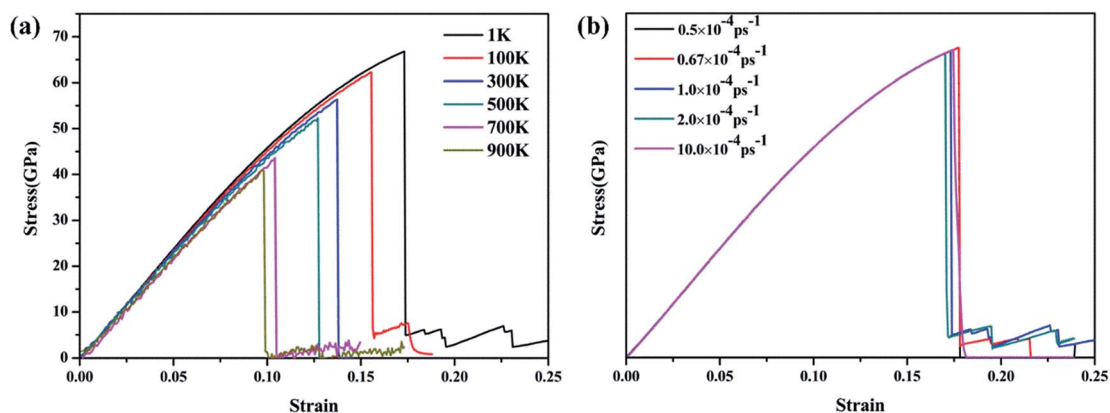 (a)
70
60
50
40
30
20
10
0
Stress(GPa)
1K
100K
300K
500K
700K
900K
0.00 0.05 0.10 0.15 0.20 0.25
Strain
(b)
Stress(GPa)
0.5×10⁻⁴ps⁻¹
0.67×10⁻⁴ps⁻¹
1.0×10⁻⁴ps⁻¹
2.0×10⁻⁴ps⁻¹
10.0×10⁻⁴ps⁻¹
0.00 0.05 0.10 0.15 0.20 0.25
Strain